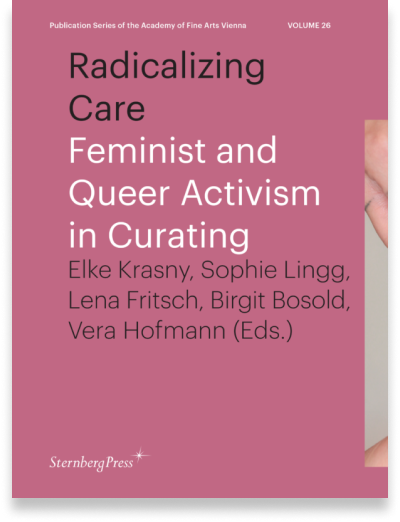 Publication Series of the Academy of Fine Arts Vienna VOLUME 26
Radicalizing
Care
Feminist and
Queer Activism
in Curating
Elke Krasny, Sophie Lingg,
Lena Fritsch, Birgit Bosold,
Vera Hofmann (Eds.)
SternbergPress